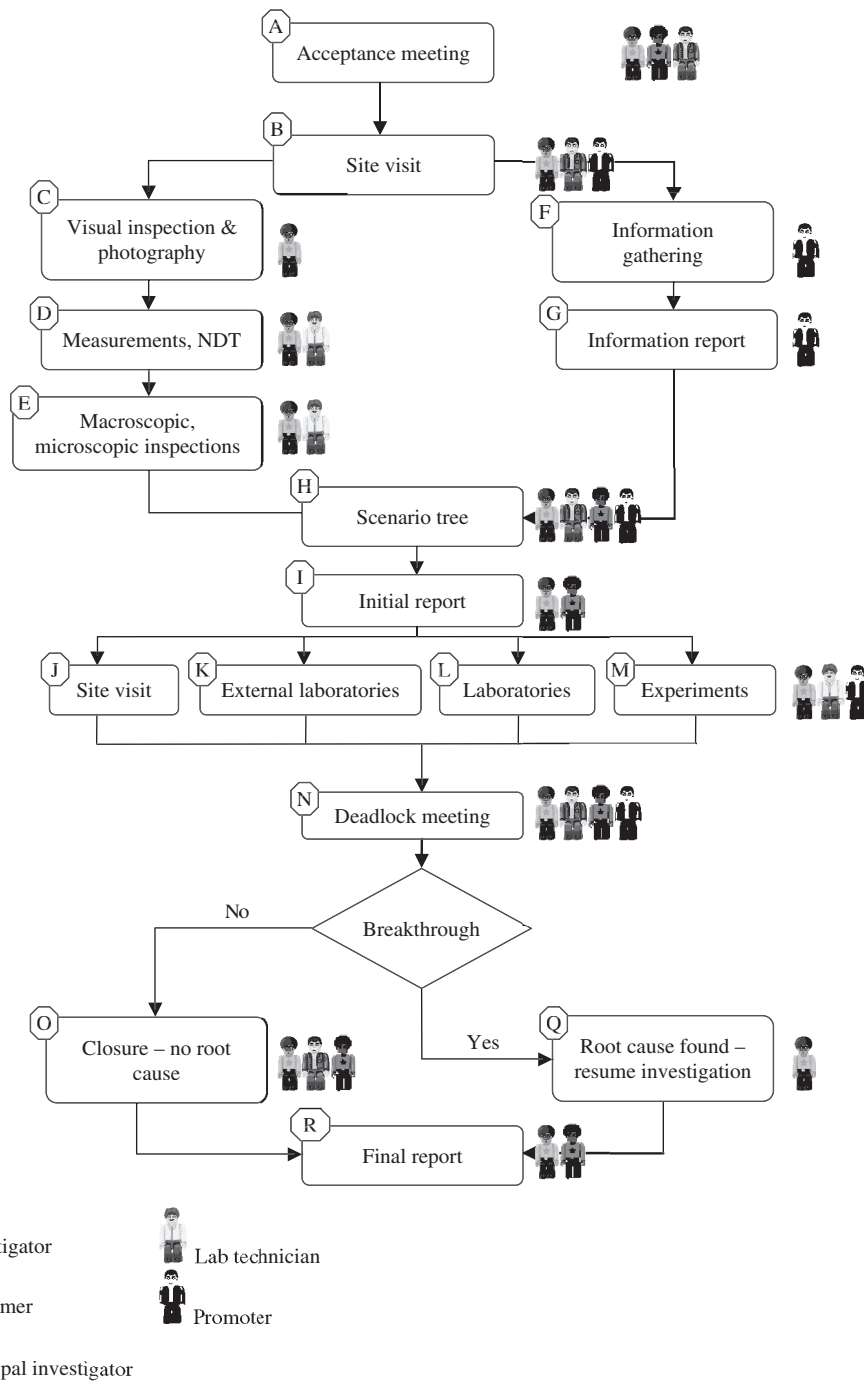 A
Acceptance meeting
B
Site visit
C
Visual inspection &
photography
F
Information
gathering
D
Measurements, NDT
G
Information report
E
Macroscopic,
microscopic inspections
H
Scenario tree
I
Initial report
J
Site visit
K
External laboratories
L
Laboratories
M
Experiments
N
Deadlock meeting
Breakthrough
No
Yes
O
Closure – no root
cause
Q
Root cause found –
resume investigation
R
Final report
tigator
Lab technician
mer
Promoter
pal investigator